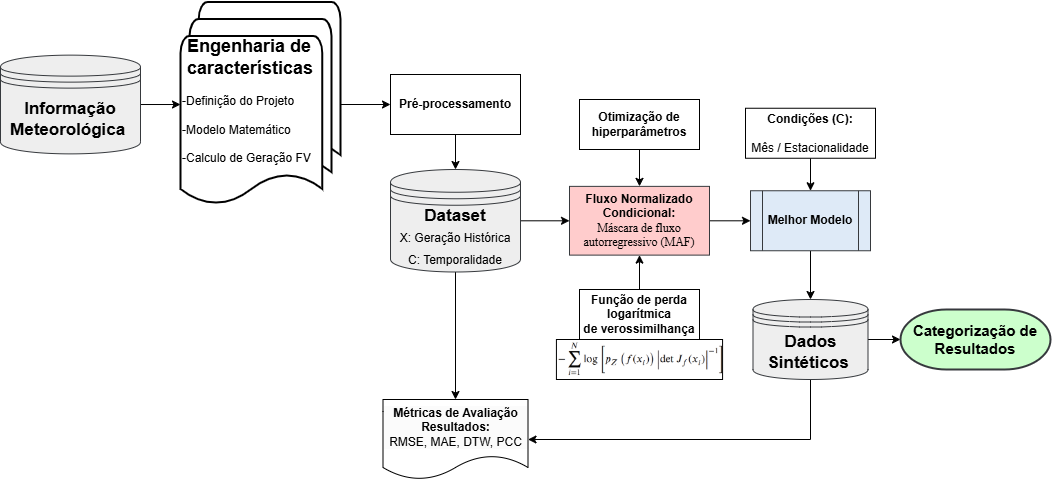 Informação
Meteorológica
Engenharia de
características
-Definição do Projeto
-Modelo Matemático
-Calculo de Geração FV
Pré-processamento
Dataset
X: Geração Histórica
C: Temporalidade
Otimização de
hiperparâmetros
Fluxo Normalizado
Condicional:
Máscara de fluxo
autorregressivo (MAF)
Função de perda
logarítmica
de verossimilhança
$-\sum_{i=1}^{N} \log \left[ p_Z \left( f(x_i) \right) \left| \det J_f(x_i) \right|^{-1} \right]$
Condições (C):
Mês / Estacionalidade
Melhor Modelo
Dados
Sintéticos
Categorização de
Resultados
Métricas de Avaliação
Resultados:
RMSE, MAE, DTW, PCC